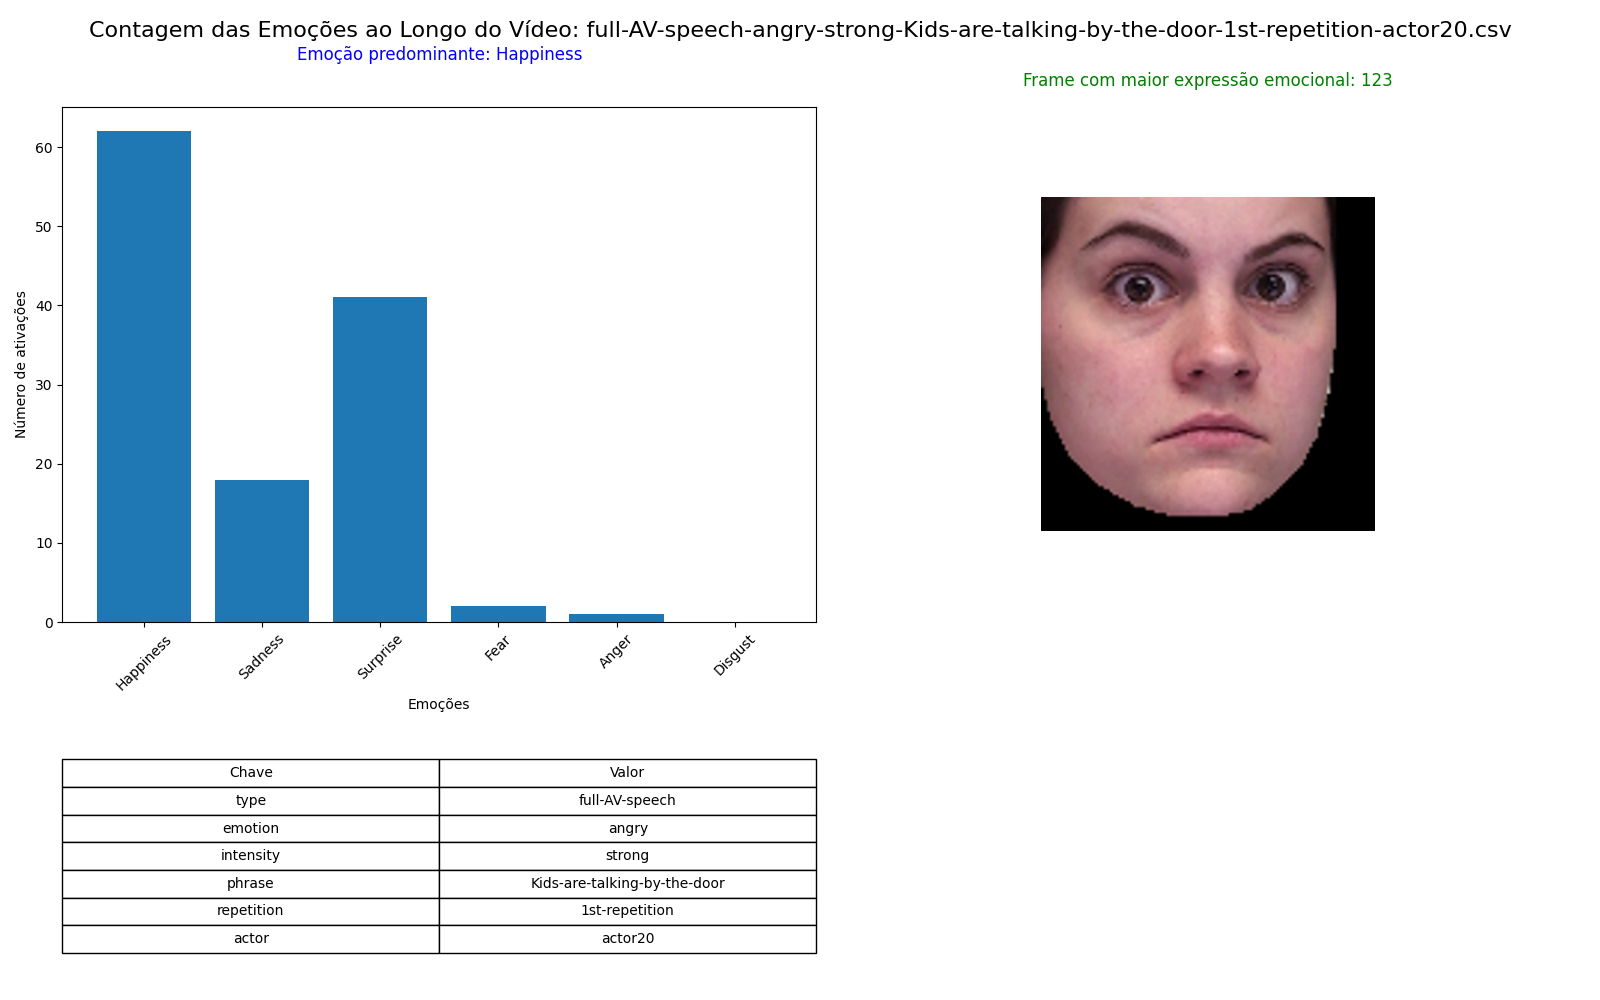 Contagem das Emoções ao Longo do Vídeo: full-AV-speech-angry-strong-Kids-are-talking-by-the-door-1st-repetition-actor20.csv
Emoção predominante: Happiness
Frame com maior expressão emocional: 123
Número de ativações
60
50
40
30
20
10
0
Happiness
Sadness
Surprise
Fear
Anger
Disgust
Emoções
Chave Valor
type full-AV-speech
emotion angry
intensity strong
phrase Kids-are-talking-by-the-door
repetition 1st-repetition
actor actor20